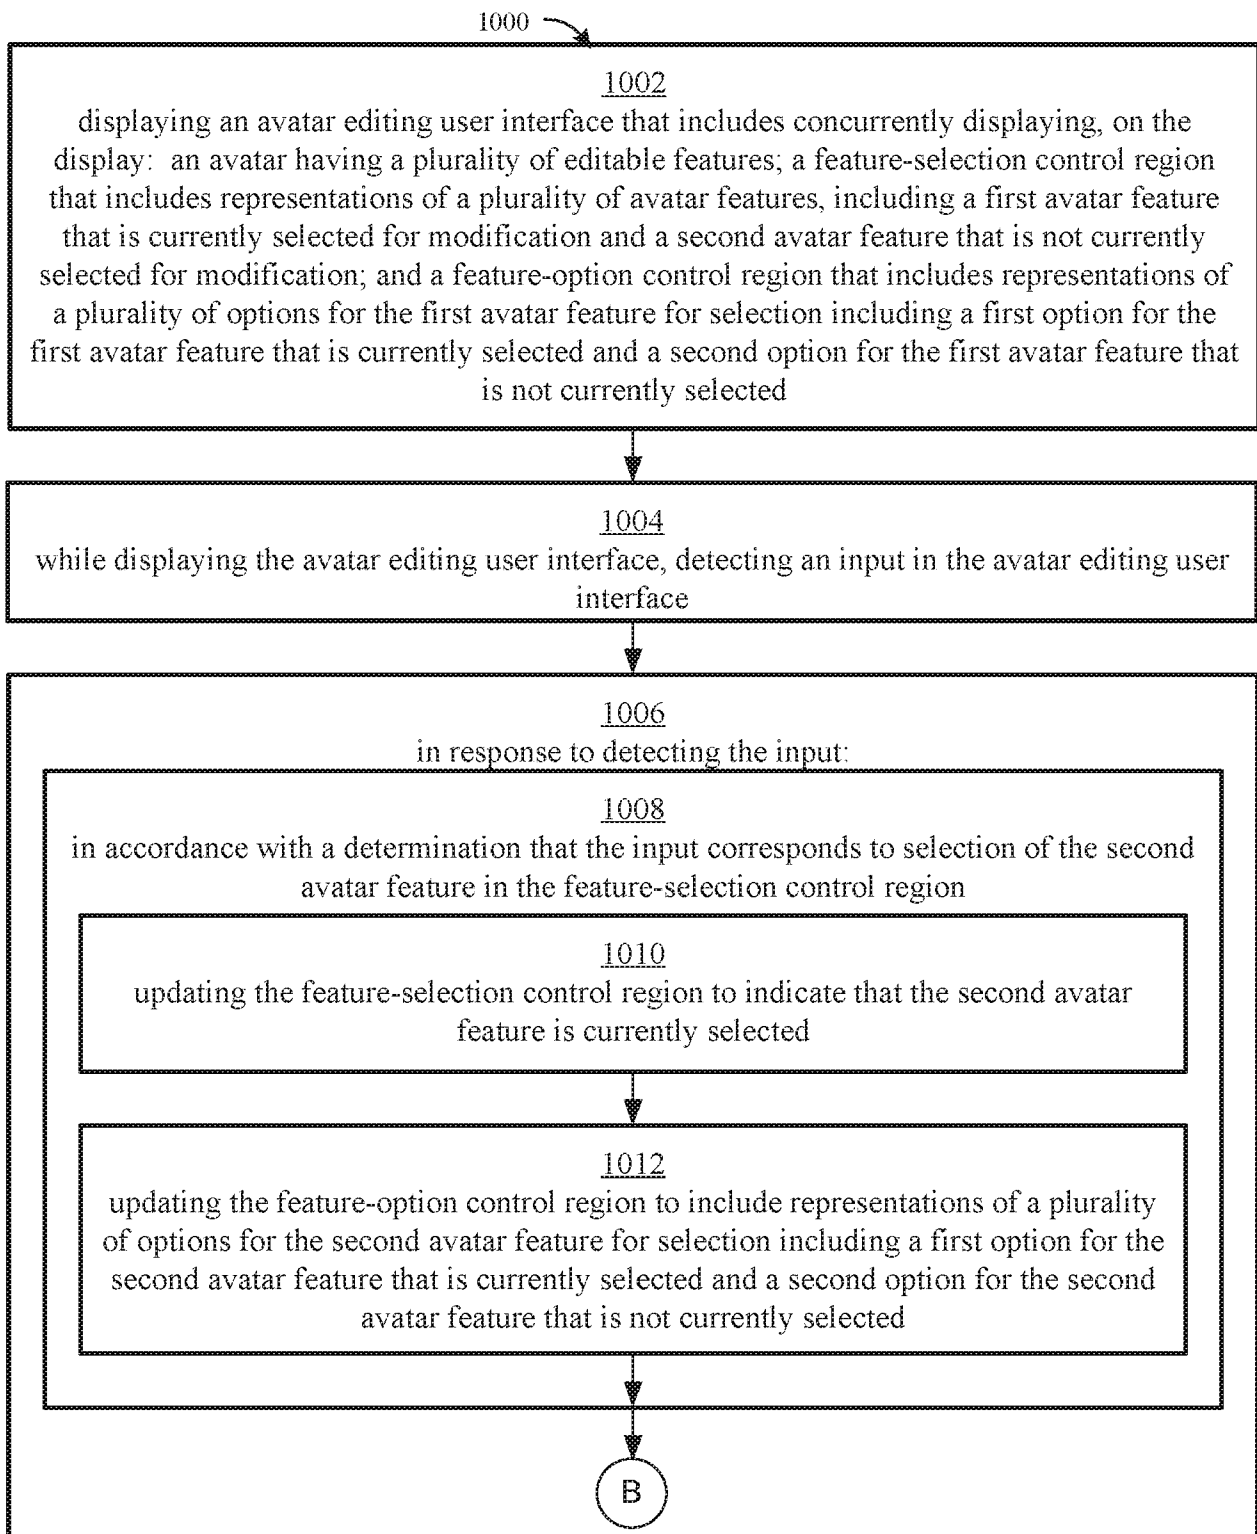 1000
1002
displaying an avatar editing user interface that includes concurrently displaying, on the
display: an avatar having a plurality of editable features; a feature-selection control region
that includes representations of a plurality of avatar features, including a first avatar feature
that is currently selected for modification and a second avatar feature that is not currently
selected for modification; and a feature-option control region that includes representations of
a plurality of options for the first avatar feature for selection including a first option for the
first avatar feature that is currently selected and a second option for the first avatar feature that
is not currently selected
1004
while displaying the avatar editing user interface, detecting an input in the avatar editing user
interface
1006
in response to detecting the input:
1008
in accordance with a determination that the input corresponds to selection of the second
avatar feature in the feature-selection control region
1010
updating the feature-selection control region to indicate that the second avatar
feature is currently selected
1012
updating the feature-option control region to include representations of a plurality
of options for the second avatar feature for selection including a first option for the
second avatar feature that is currently selected and a second option for the second
avatar feature that is not currently selected
B